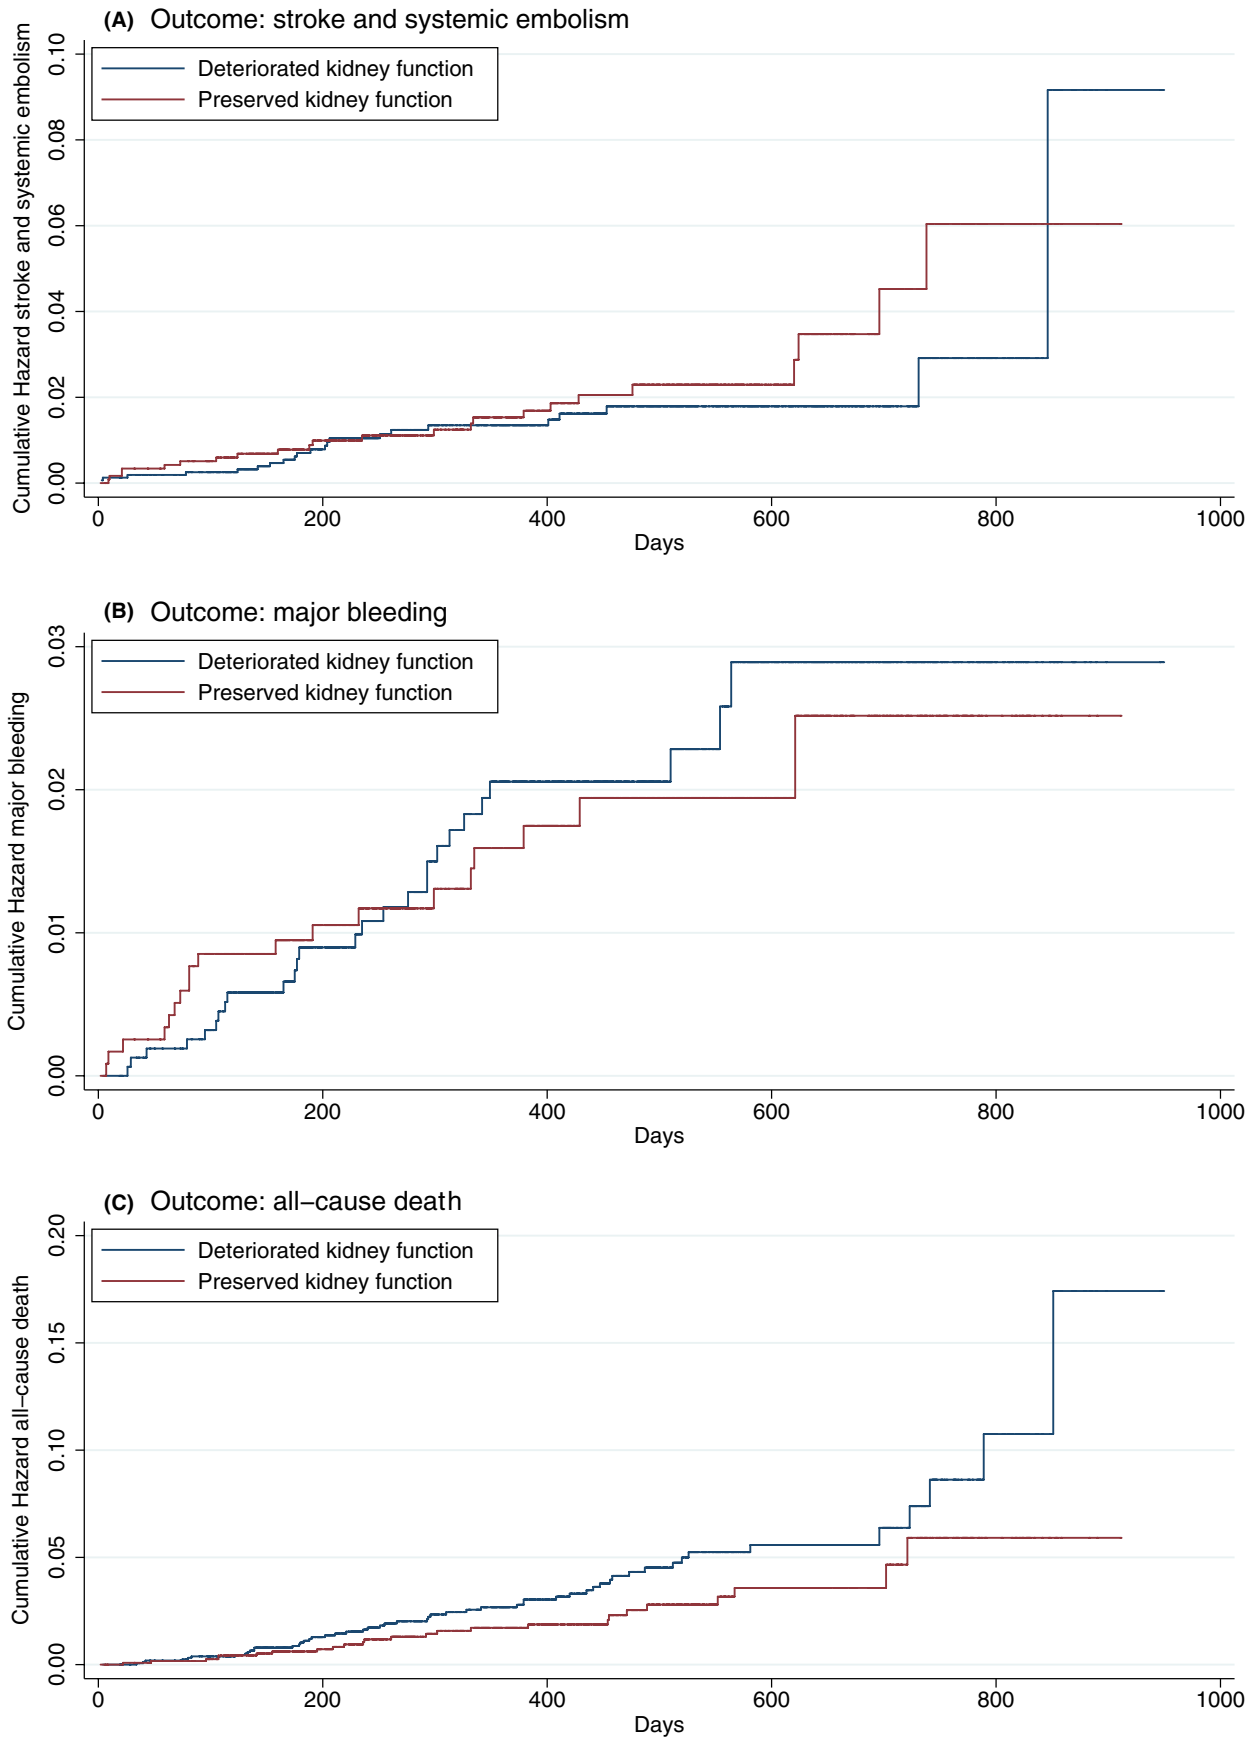 (A) Outcome: stroke and systemic embolism
Deteriorated kidney function
Preserved kidney function
Cumulative Hazard stroke and systemic embolism
0.10
0.08
0.06
0.04
0.02
0.00
0 200 400 600 800 1000
Days
(B) Outcome: major bleeding
Deteriorated kidney function
Preserved kidney function
Cumulative Hazard major bleeding
0.03
0.02
0.01
0.00
0 200 400 600 800 1000
Days
(C) Outcome: all−cause death
Deteriorated kidney function
Preserved kidney function
Cumulative Hazard all−cause death
0.20
0.15
0.10
0.05
0.00
0 200 400 600 800 1000
Days